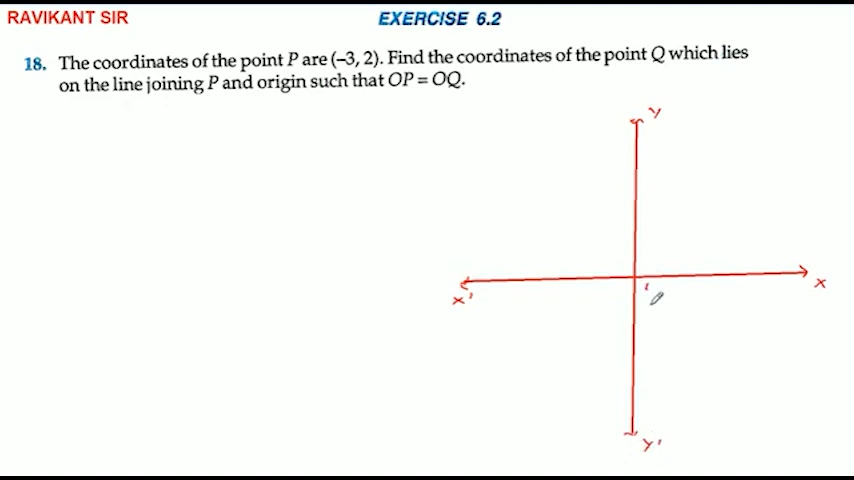 RAVIKANT SIR
EXERCISE 6.2
18. The coordinates of the point P are (–3, 2). Find the coordinates of the point Q which lies
on the line joining P and origin such that OP = OQ.
Y
X'
X
Y'